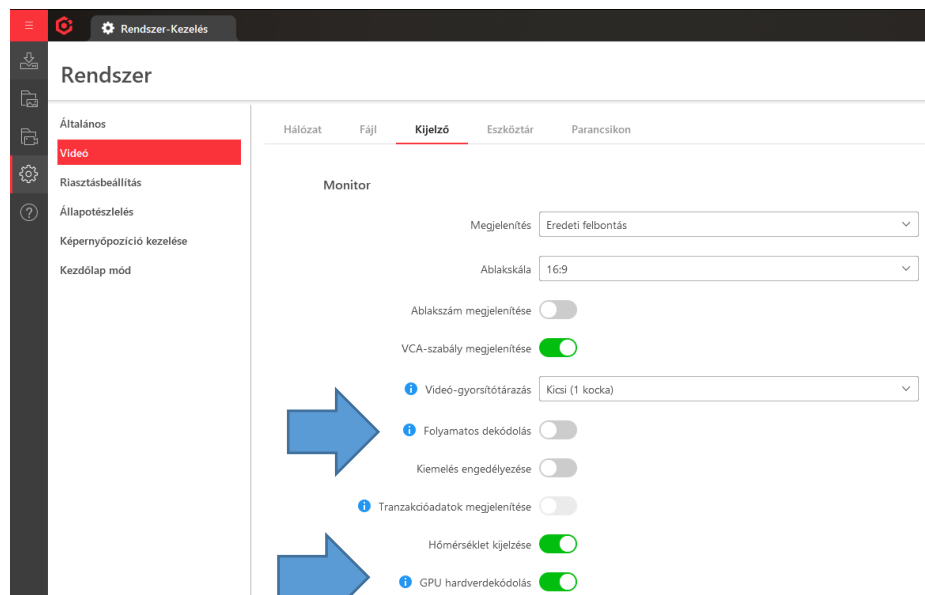 Rendszer-Kezelés
Rendszer
Általános
Videó
Riasztásbeállítás
Állapotészlelés
Képernyőpozíció kezelése
Kezdőlap mód
Hálózat Fájl Kijelző Eszköztár Parancsikon
Monitor
Megjelenítés Eredeti felbontás
Ablakskála 16:9
Ablakszám megjelenítése
VCA-szabály megjelenítése
Videó-gyorsítótárazás Kicsi (1 kocka)
Folyamatos dekódolás
Kiemelés engedélyezése
Tranzakcióadatok megjelenítése
Hőmérséklet kijelzése
GPU hardverdekódolás